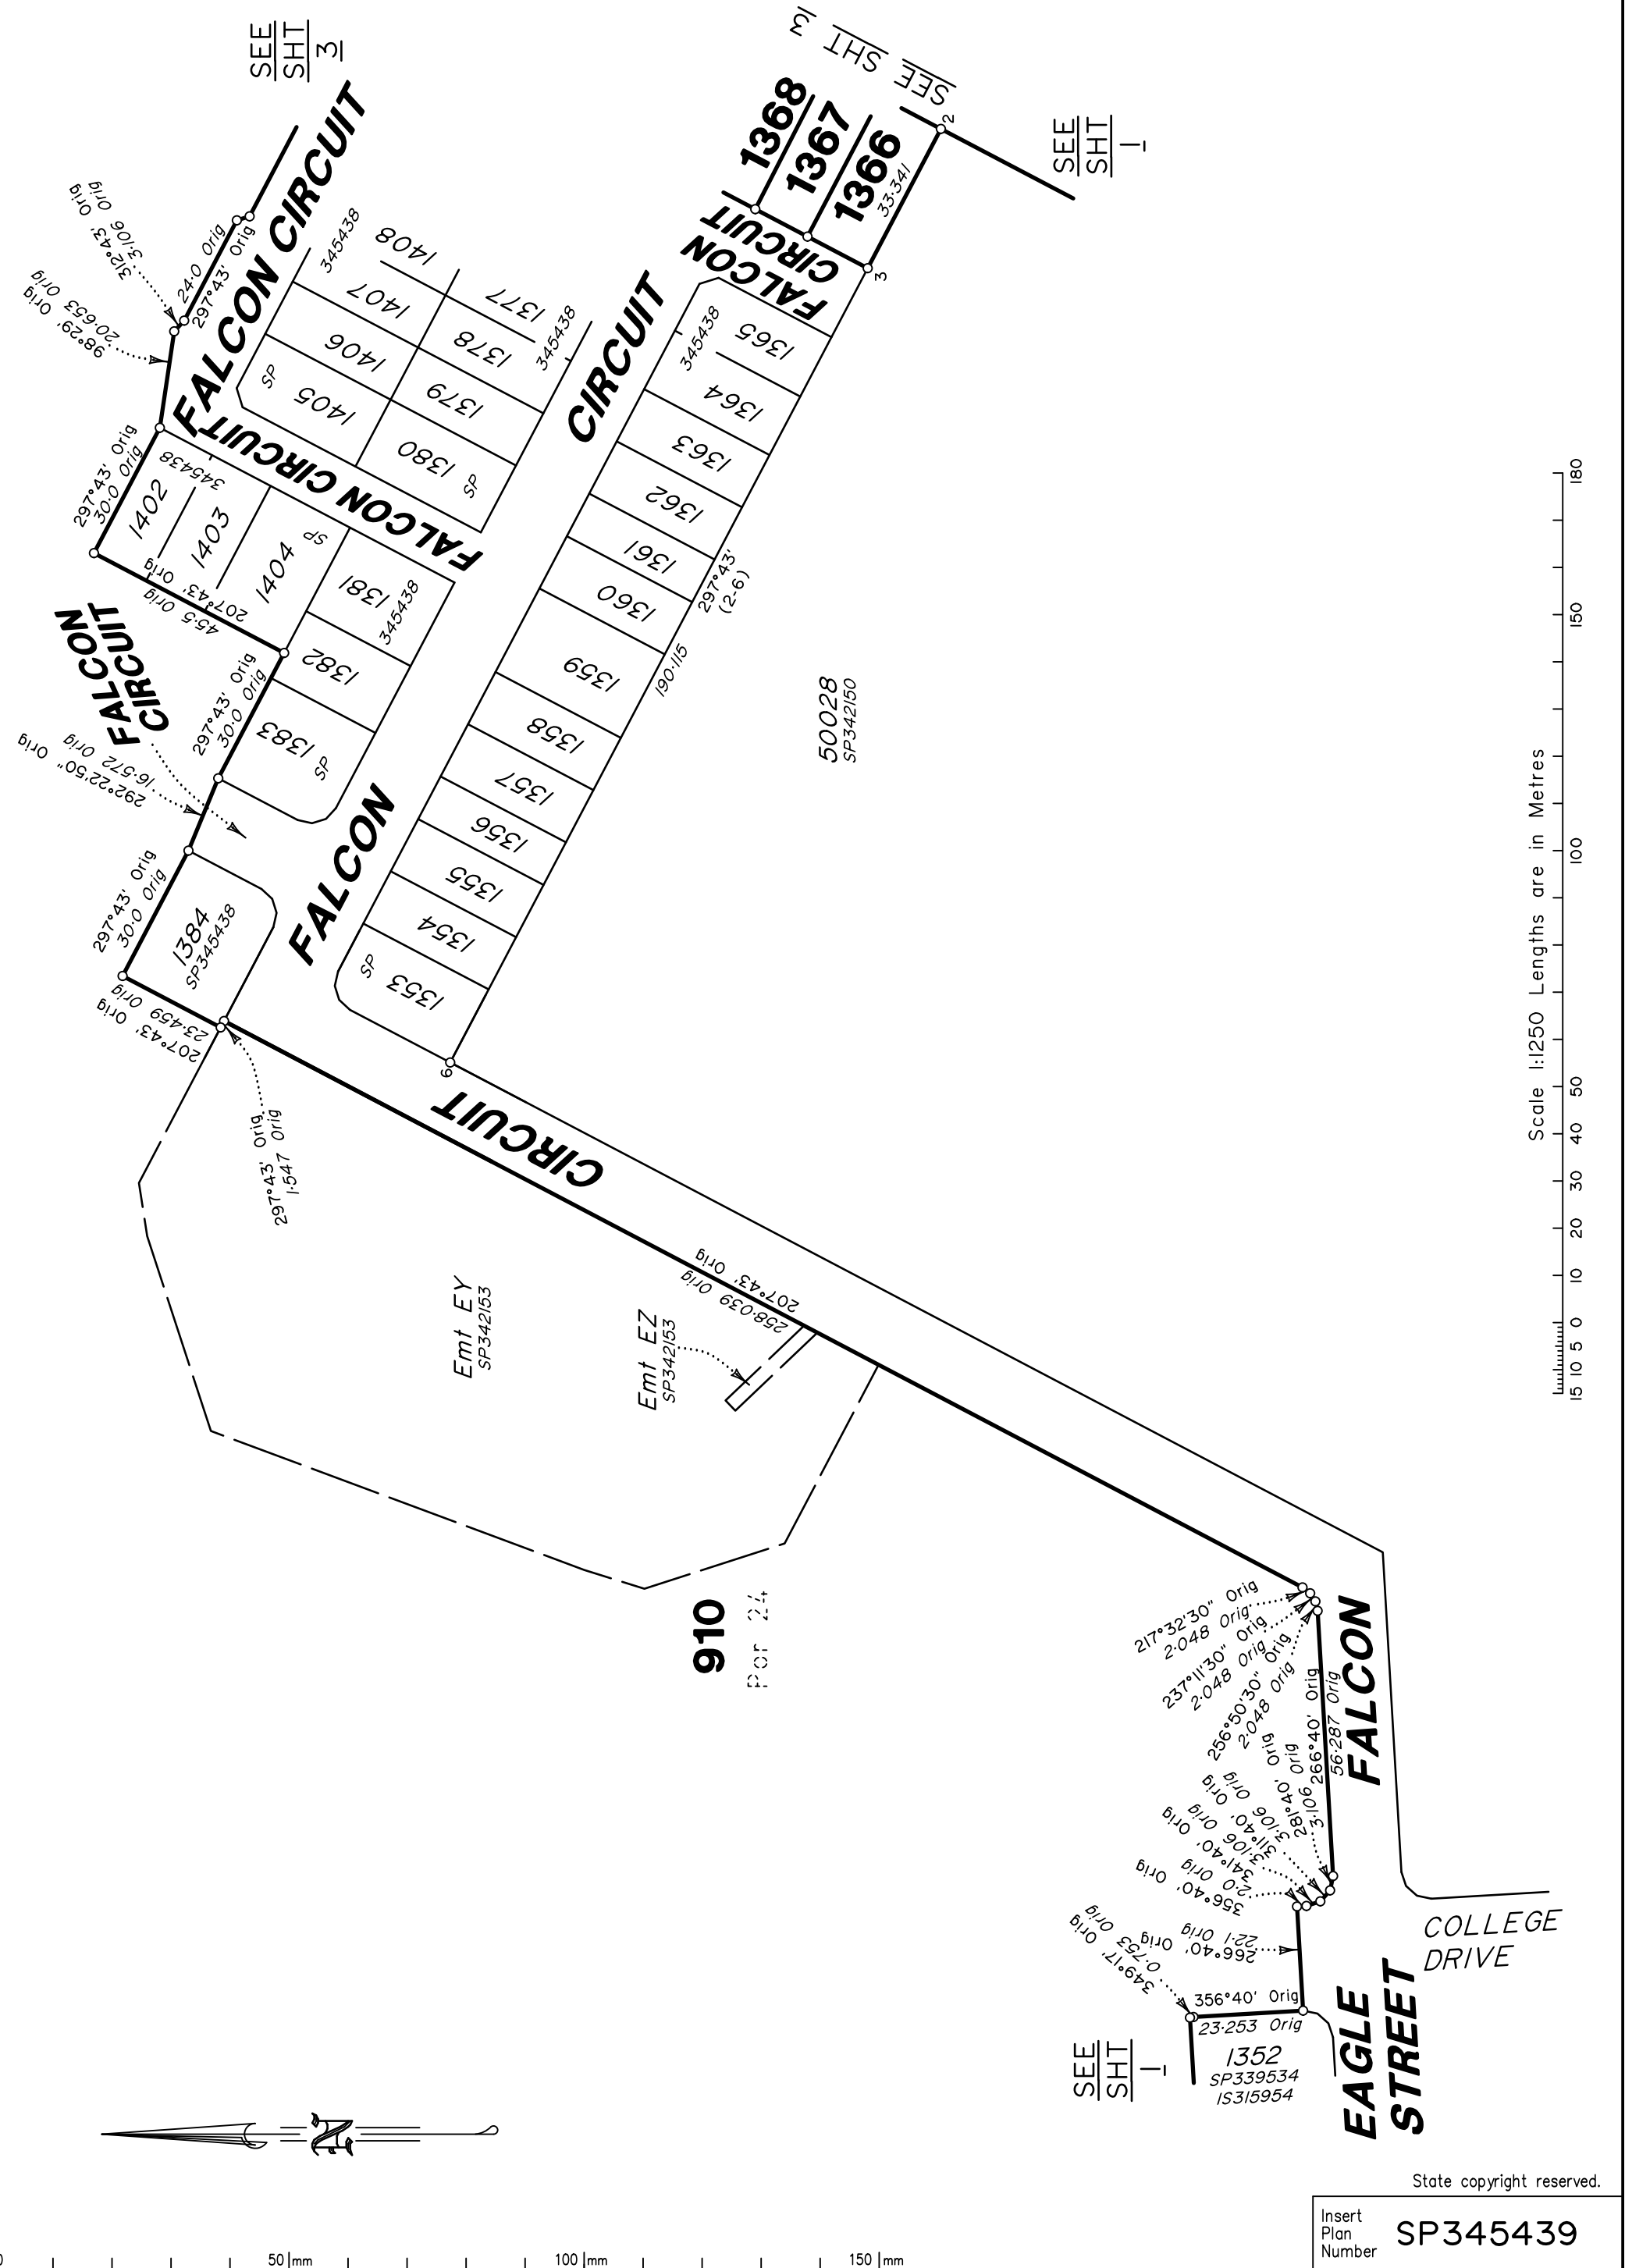 SEE
SHT
3
SEE SHT 3
SEE
SHT
1
FALCON CIRCUIT
312°43' Orig
3·106 Orig
98°29' Orig
20·653 Orig
24·0 Orig
297°43' Orig
1368
1367
1366
33·341
2
3
FALCON
CIRCUIT
345438
1408
1407
1406
1405
SP
1377
1378
1379
1380
SP
345438
297°43' Orig
30·0 Orig
345438
1402
1403
1404
SP
FALCON CIRCUIT
207°43' Orig
45·5 Orig
1381
345438
1382
1383
SP
297°43' Orig
30·0 Orig
FALCON
CIRCUIT
292°22'50" Orig
16·572 Orig
297°43' Orig
30·0 Orig
1384
SP345438
207°43' Orig
23·459 Orig
297°43' Orig
1·547 Orig
FALCON
CIRCUIT
345438
1365
1364
1363
1362
1361
1360
1359
1358
1357
1356
1355
1354
1353
SP
6
297°43'
(2-6)
190·115
50028
SP342150
CIRCUIT
207°43' Orig
258·039 Orig
Emt EY
SP342153
Emt EZ
SP342153
910
Por 24
217°32'30" Orig
2·048 Orig
237°11'30" Orig
2·048 Orig
256°50'30" Orig
2·048 Orig
266°40' Orig
56·287 Orig
FALCON
281°40' Orig
3·106 Orig
311°40' Orig
3·106 Orig
341°40' Orig
3·106 Orig
356°40' Orig
2·0 Orig
266°40' Orig
22·1 Orig
349°17' Orig
0·753 Orig
356°40' Orig
23·253 Orig
1352
SP339534
IS315954
SEE
SHT
1
COLLEGE
DRIVE
EAGLE
STREET
Scale 1:1250 Lengths are in Metres
15 10 5 0 10 20 30 40 50 100 150 180
N
State copyright reserved.
Insert
Plan
Number
SP345439
0 50mm 100mm 150mm